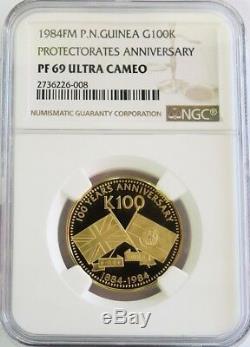 1984FM P.N.GUINEA G100K
PROTECTORATES ANNIVERSARY
PF 69 ULTRA CAMEO
2736226-008
NUMISMATIC GUARANTY CORPORATION
NGC
100 YEARS ANNIVERSARY
K100
1884-1984